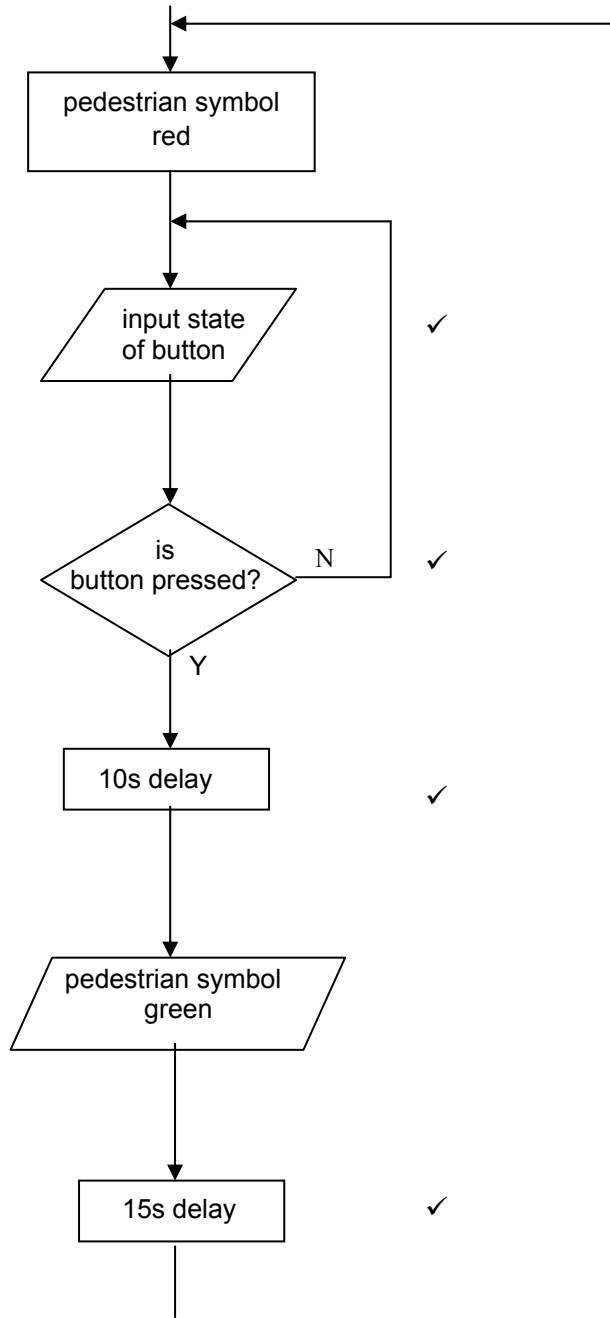 pedestrian symbol
red
input state
of button
✓
is
button pressed?
N
✓
Y
10s delay
✓
pedestrian symbol
green
15s delay
✓